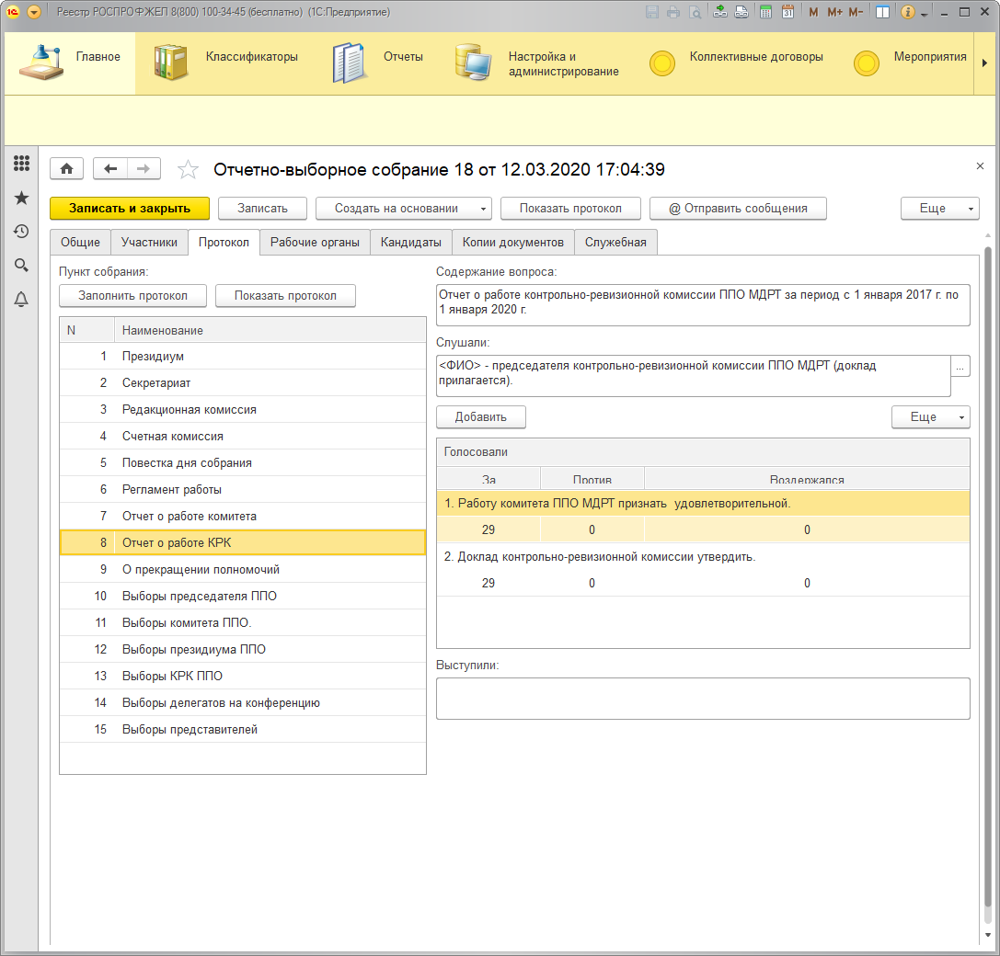 Реестр РОСПРОФЖЕЛ 8(800) 100-34-45 (бесплатно) (1С:Предприятие)
31
M M+ M-
Главное
Классификаторы
Отчеты
Настройка и
администрирование
Коллективные договоры
Мероприятия
Отчетно-выборное собрание 18 от 12.03.2020 17:04:39
Записать и закрыть
Записать
Создать на основании
Показать протокол
@ Отправить сообщения
Еще
Общие
Участники
Протокол
Рабочие органы
Кандидаты
Копии документов
Служебная
Пункт собрания:
Заполнить протокол
Показать протокол
N Наименование
1 Президиум
2 Секретариат
3 Редакционная комиссия
4 Счетная комиссия
5 Повестка дня собрания
6 Регламент работы
7 Отчет о работе комитета
8 Отчет о работе КРК
9 О прекращении полномочий
10 Выборы председателя ППО
11 Выборы комитета ППО.
12 Выборы президиума ППО
13 Выборы КРК ППО
14 Выборы делегатов на конференцию
15 Выборы представителей
Содержание вопроса:
Отчет о работе контрольно-ревизионной комиссии ППО МДРТ за период с 1 января 2017 г. по
1 января 2020 г.
Слушали:
<ФИО> - председателя контрольно-ревизионной комиссии ППО МДРТ (доклад
прилагается).
...
Добавить
Еще
Голосовали
За Против Воздержался
1. Работу комитета ППО МДРТ признать  удовлетворительной.
29 0 0
2. Доклад контрольно-ревизионной комиссии утвердить.
29 0 0
Выступили: